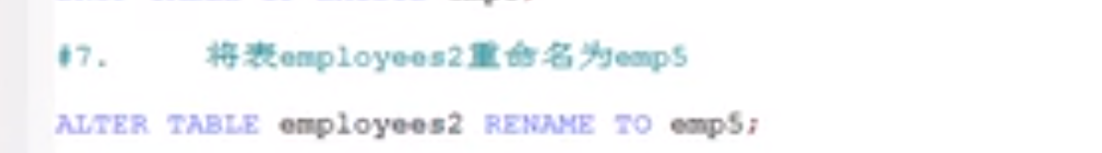 #7. 将表employees2重命名为emp5
ALTER TABLE employees2 RENAME TO emp5;